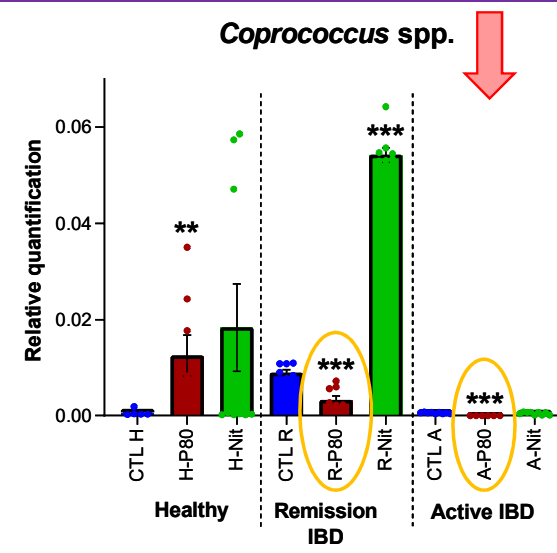 Coprococcus spp.
Relative quantification
0.06
0.04
0.02
0.00
**
***
***
***
CTL H
H-P80
H-Nit
CTL R
R-P80
R-Nit
CTL A
A-P80
A-Nit
Healthy
Remission
IBD
Active IBD